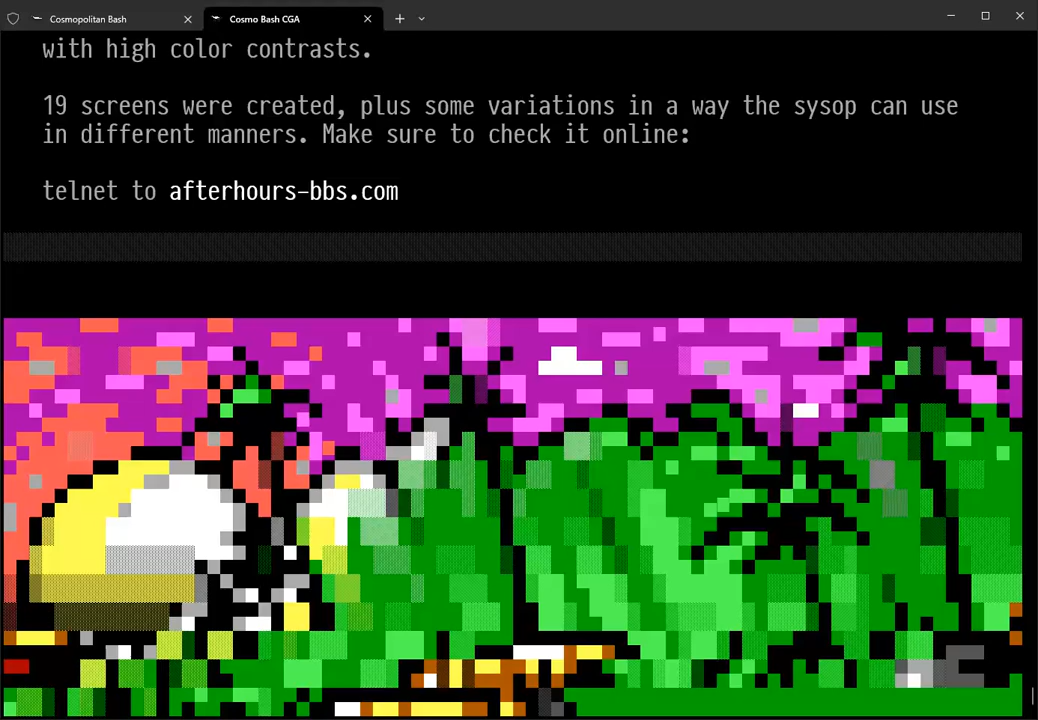 Cosmopolitan Bash
Cosmo Bash CGA
with high color contrasts.
19 screens were created, plus some variations in a way the sysop can use
in different manners. Make sure to check it online:
telnet to afterhours-bbs.com